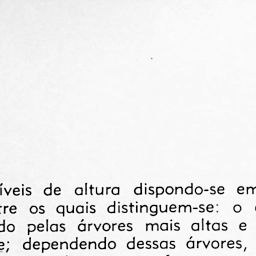 íveis de altura dispondo-se em
tre os quais distinguem-se: o
do pelas árvores mais altas e
e; dependendo dessas árvores,